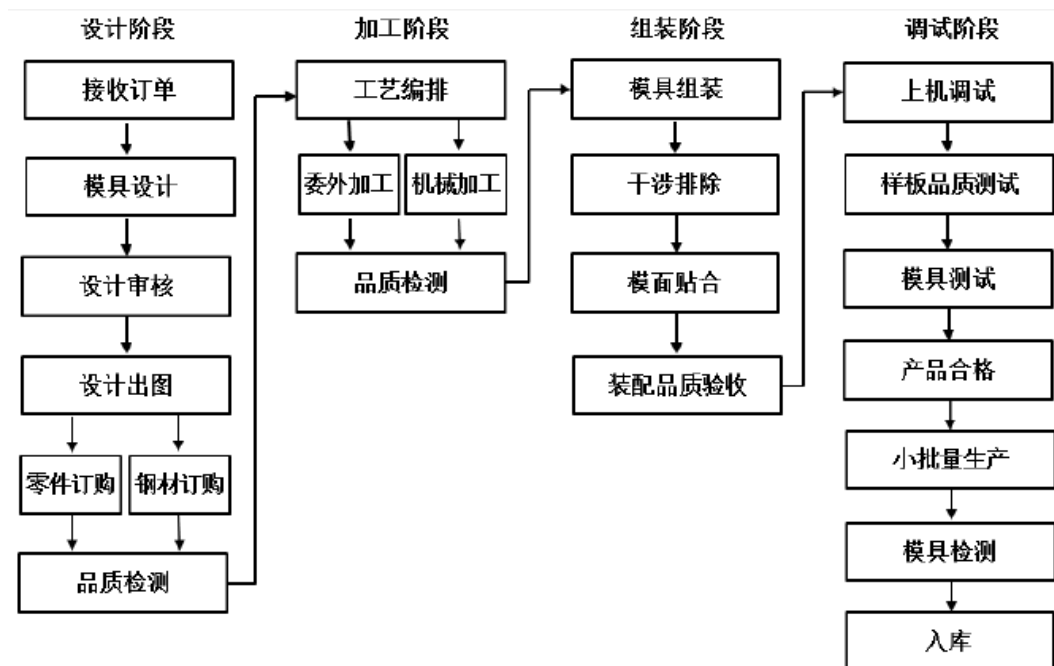 设计阶段
接收订单
模具设计
设计审核
设计出图
零件订购
钢材订购
品质检测
加工阶段
工艺编排
委外加工
机械加工
品质检测
组装阶段
模具组装
干涉排除
模面贴合
装配品质验收
调试阶段
上机调试
样板品质测试
模具测试
产品合格
小批量生产
模具检测
入库